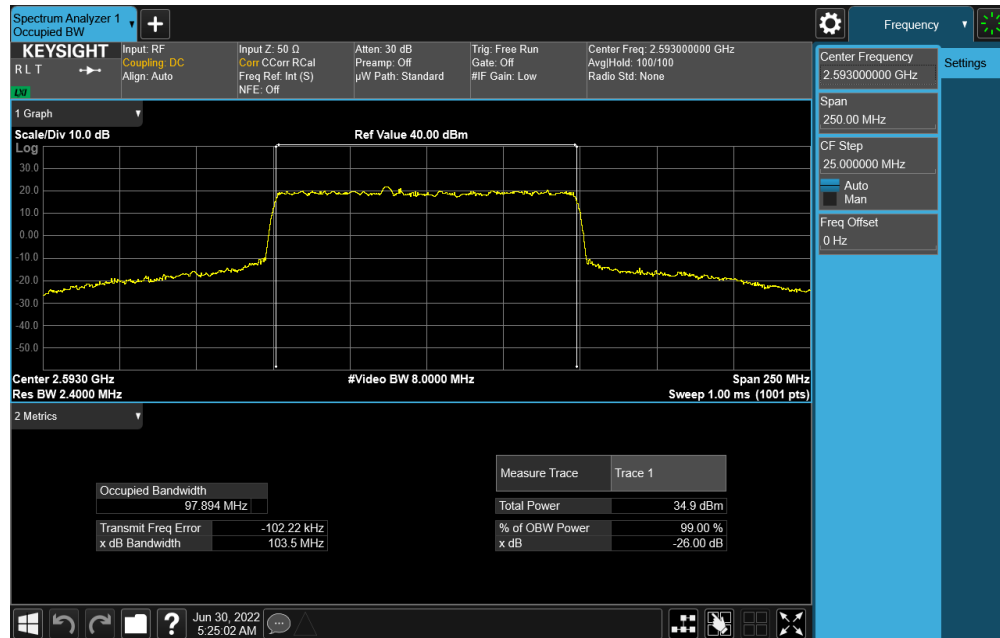 Spectrum Analyzer 1
Occupied BW
Frequency
KEYSIGHT
R L T
LXI
Input: RF
Coupling: DC
Align: Auto
Input Z: 50 Ω
Corr CCorr RCal
Freq Ref: Int (S)
NFE: Off
Atten: 30 dB
Preamp: Off
µW Path: Standard
Trig: Free Run
Gate: Off
#IF Gain: Low
Center Freq: 2.593000000 GHz
Avg|Hold: 100/100
Radio Std: None
Center Frequency
2.593000000 GHz
Settings
Span
250.00 MHz
CF Step
25.000000 MHz
Auto
Man
Freq Offset
0 Hz
1 Graph
Scale/Div 10.0 dB
Ref Value 40.00 dBm
Log
30.0
20.0
10.0
0.00
-10.0
-20.0
-30.0
-40.0
-50.0
Center 2.5930 GHz
#Video BW 8.0000 MHz
Span 250 MHz
Res BW 2.4000 MHz
Sweep 1.00 ms (1001 pts)
2 Metrics
Measure Trace Trace 1
Occupied Bandwidth
97.894 MHz
Total Power 34.9 dBm
Transmit Freq Error -102.22 kHz
% of OBW Power 99.00 %
x dB Bandwidth 103.5 MHz
x dB -26.00 dB
Jun 30, 2022
5:25:02 AM